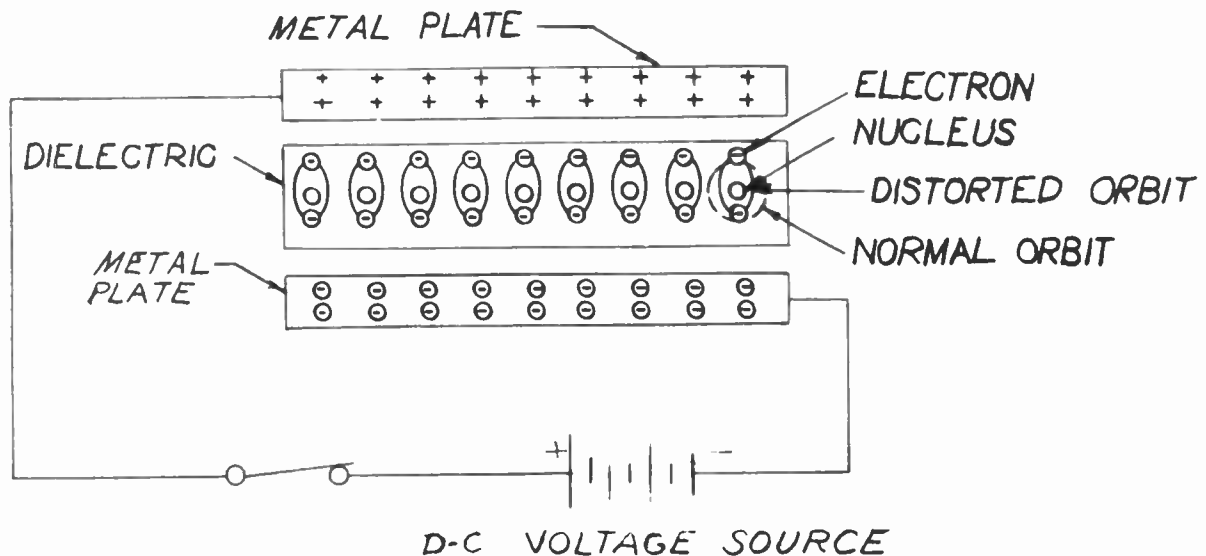 METAL PLATE
+ + + + + + + + +
+ + + + + + + + +
ELECTRON
NUCLEUS
DIELECTRIC
DISTORTED ORBIT
NORMAL ORBIT
METAL
PLATE
+ -
D-C VOLTAGE SOURCE